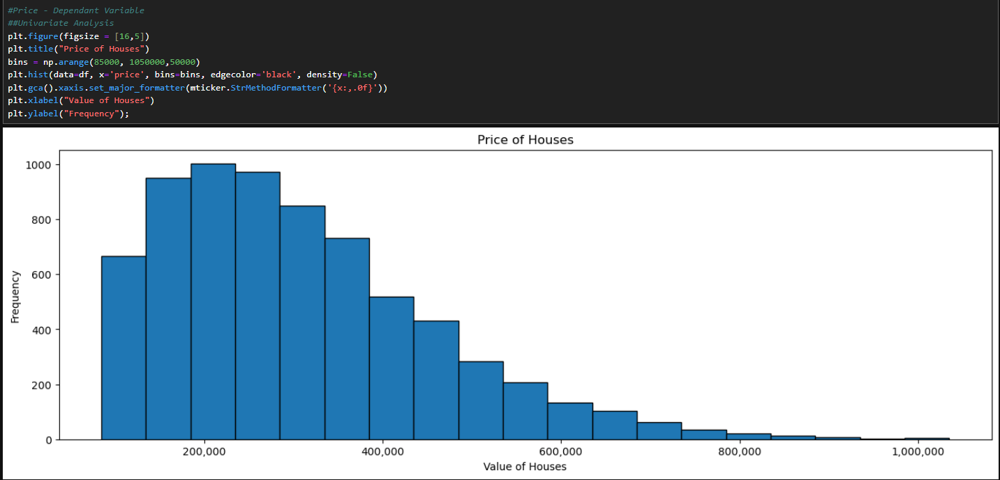 #Price - Dependant Variable
##Univariate Analysis
plt.figure(figsize = [16,5])
plt.title("Price of Houses")
bins = np.arange(85000, 1050000,50000)
plt.hist(data=df, x='price', bins=bins, edgecolor='black', density=False)
plt.gca().xaxis.set_major_formatter(mticker.StrMethodFormatter('{x:,.0f}'))
plt.xlabel("Value of Houses")
plt.ylabel("Frequency");
Price of Houses
1000
800
600
400
200
0
Frequency
200,000 400,000 600,000 800,000 1,000,000
Value of Houses